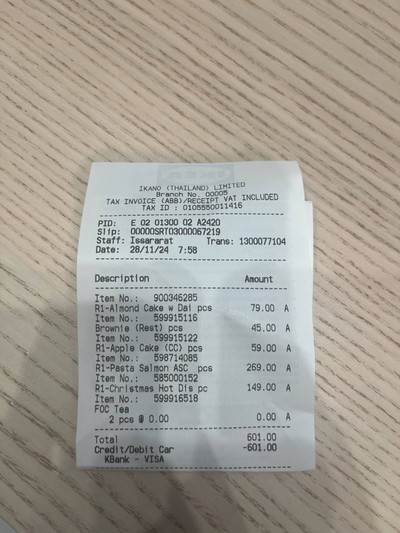 IKANO (THAILAND) LIMITED
Branch No. 00005
TAX INVOICE (ABB)/RECEIPT VAT INCLUDED
TAX ID : 0105550011416
PID: E 02 01300 02 A2420
Slip: 00000SRT03000067219
Staff: Issararat Trans: 1300077104
Date: 28/11/24 7:58
Description Amount
Item No.: 900346285
R1-Almond Cake w Dai pcs 79.00 A
Item No.: 599915116
Brownie (Rest) pcs 45.00 A
Item No.: 599915122
R1-Apple Cake (CC) pcs 59.00 A
Item No.: 598714085
R1-Pasta Salmon ASC pcs 269.00 A
Item No.: 585000152
R1-Christmas Hot Dis pc 149.00 A
Item No.: 599916518
FOC Tea
2 pcs @ 0.00 0.00 A
Total 601.00
Credit/Debit Car -601.00
KBank - VISA